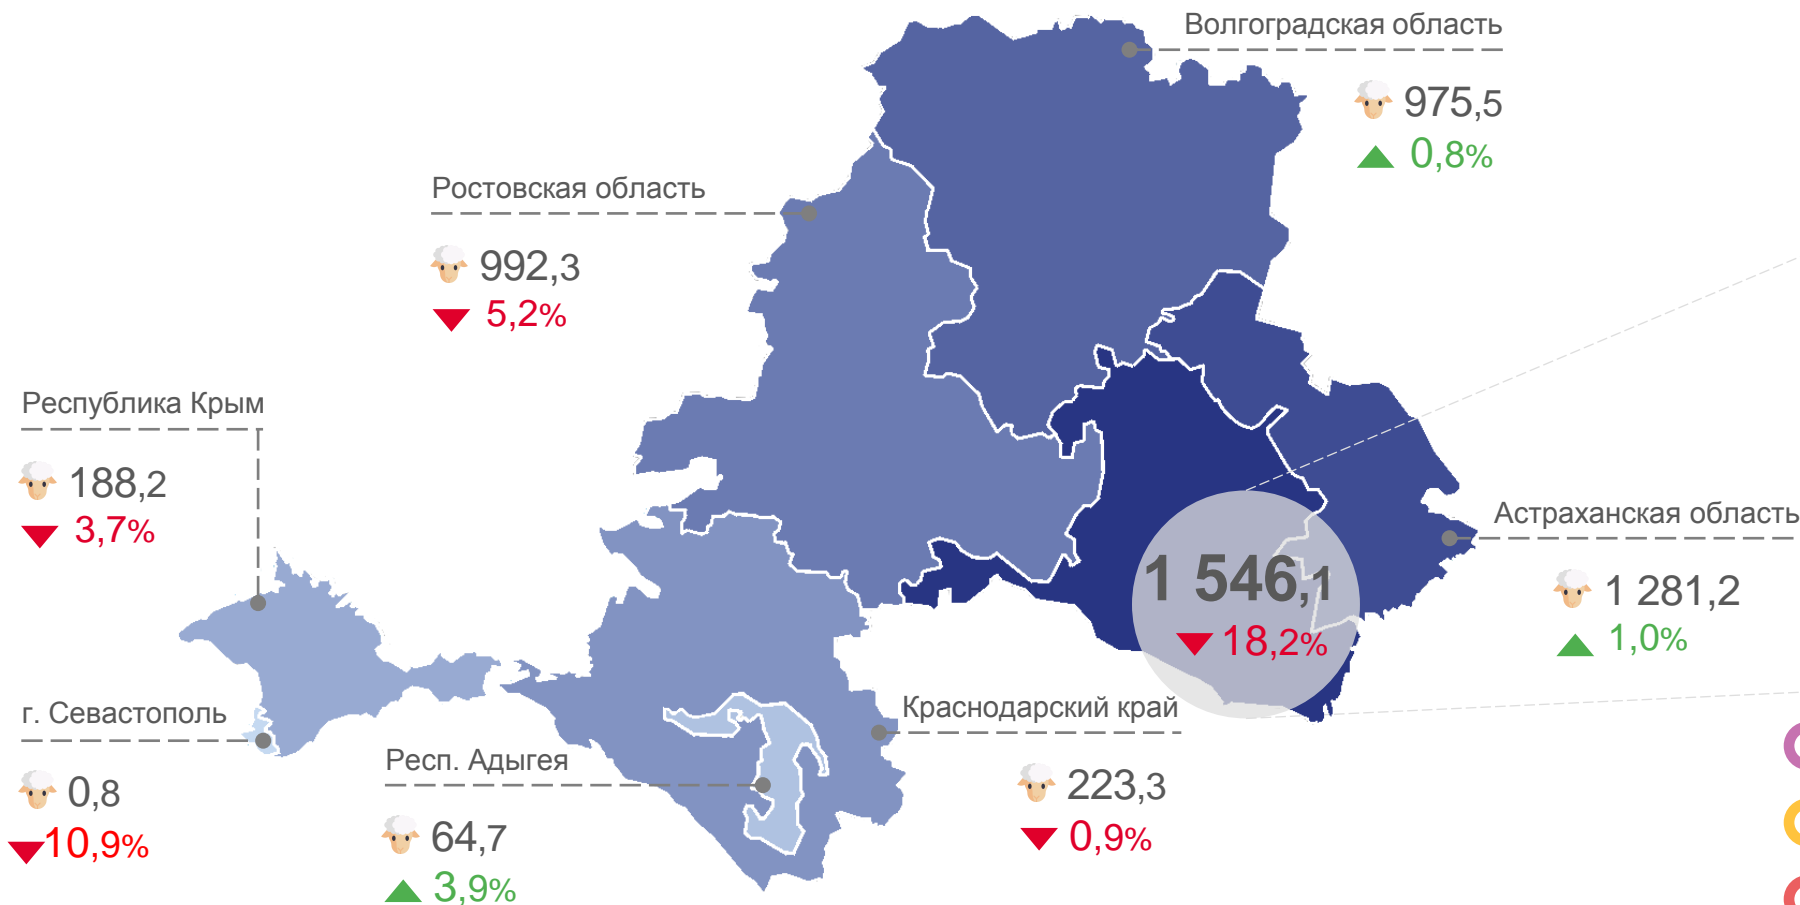 Волгоградская область
975,5
0,8%
Ростовская область
992,3
5,2%
Республика Крым
188,2
3,7%
Астраханская область
1 281,2
1,0%
1 546,1
18,2%
г. Севастополь
0,8
10,9%
Респ. Адыгея
64,7
3,9%
Краснодарский край
223,3
0,9%